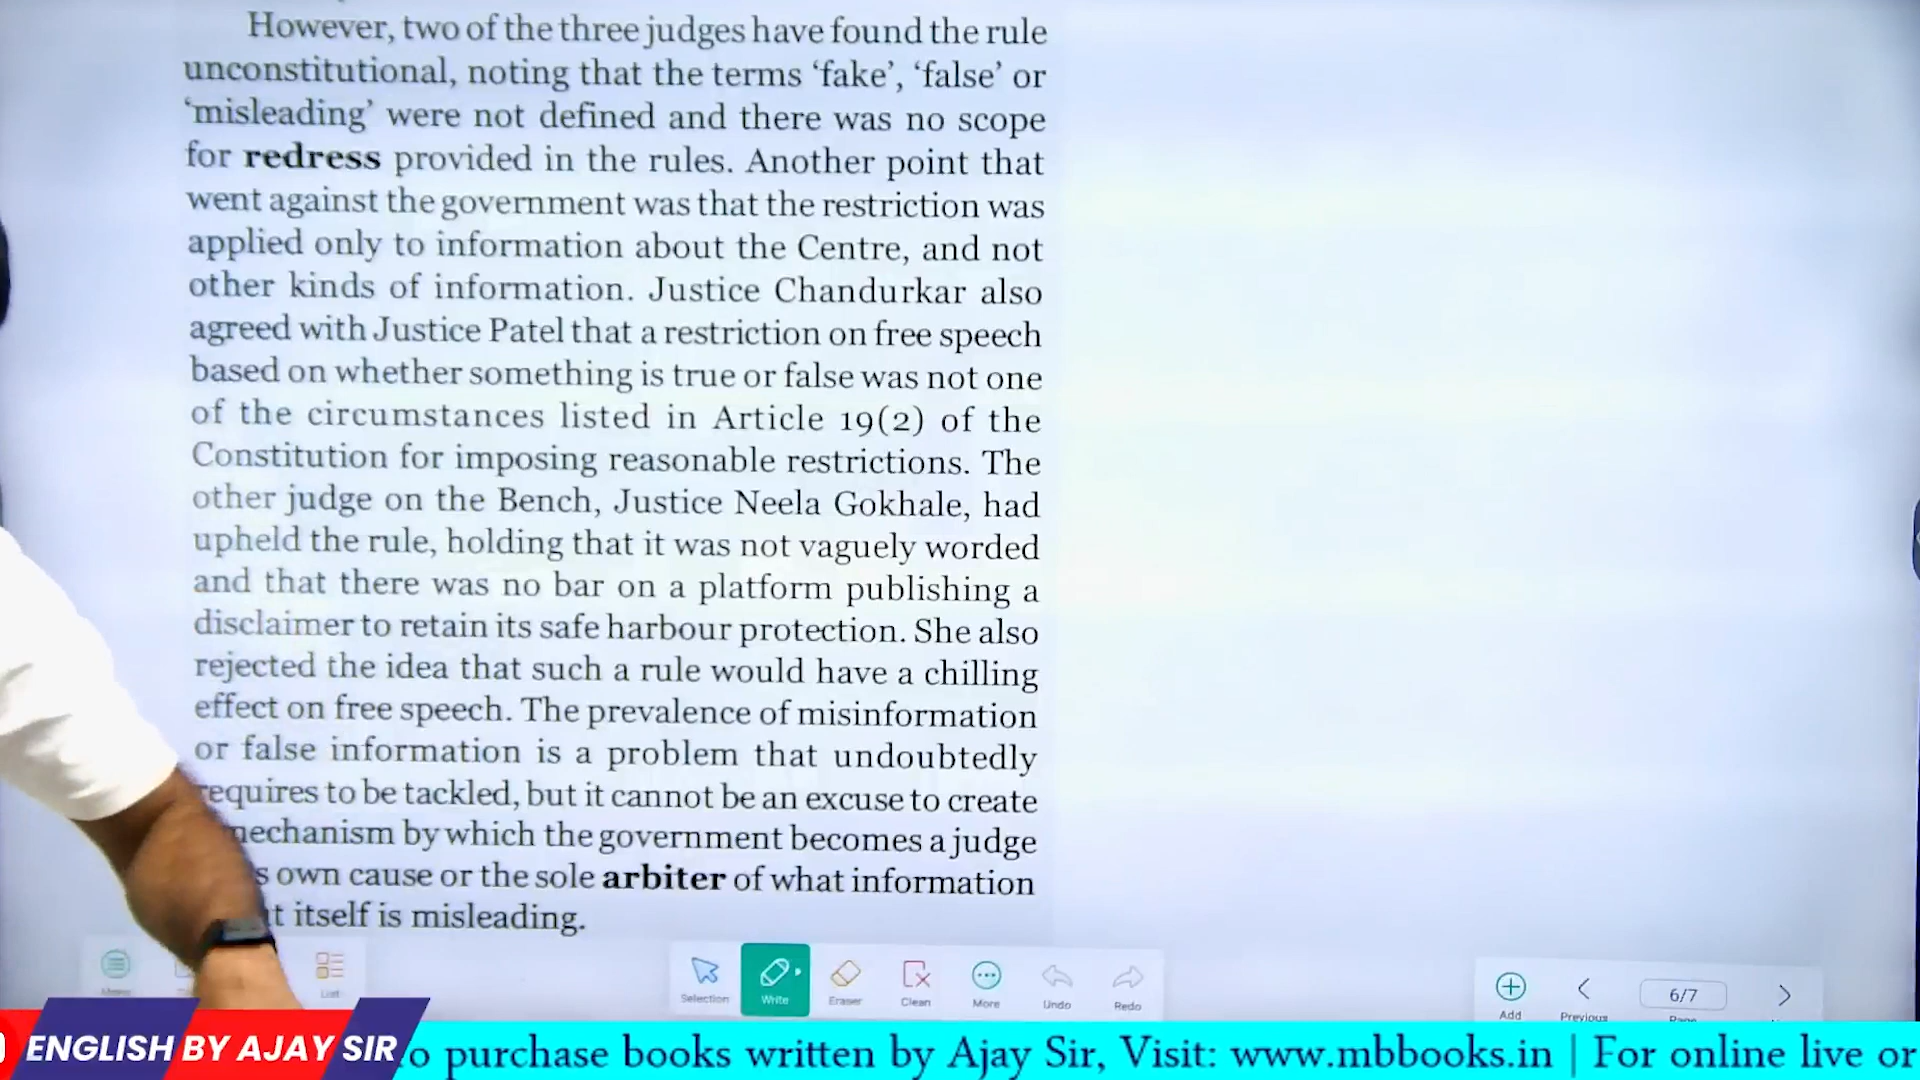 However, two of the three judges have found the rule
unconstitutional, noting that the terms ‘fake’, ‘false’ or
‘misleading’ were not defined and there was no scope
for redress provided in the rules. Another point that
went against the government was that the restriction was
applied only to information about the Centre, and not
other kinds of information. Justice Chandurkar also
agreed with Justice Patel that a restriction on free speech
based on whether something is true or false was not one
of the circumstances listed in Article 19(2) of the
Constitution for imposing reasonable restrictions. The
other judge on the Bench, Justice Neela Gokhale, had
upheld the rule, holding that it was not vaguely worded
and that there was no bar on a platform publishing a
disclaimer to retain its safe harbour protection. She also
rejected the idea that such a rule would have a chilling
effect on free speech. The prevalence of misinformation
or false information is a problem that undoubtedly
requires to be tackled, but it cannot be an excuse to create
mechanism by which the government becomes a judge
own cause or the sole arbiter of what information
itself is misleading.
List
Selection
Write
Eraser
Clean
More
Undo
Redo
Add
Previous
6/7
Page
ENGLISH BY AJAY SIR
o purchase books written by Ajay Sir, Visit: www.mbbooks.in | For online live or